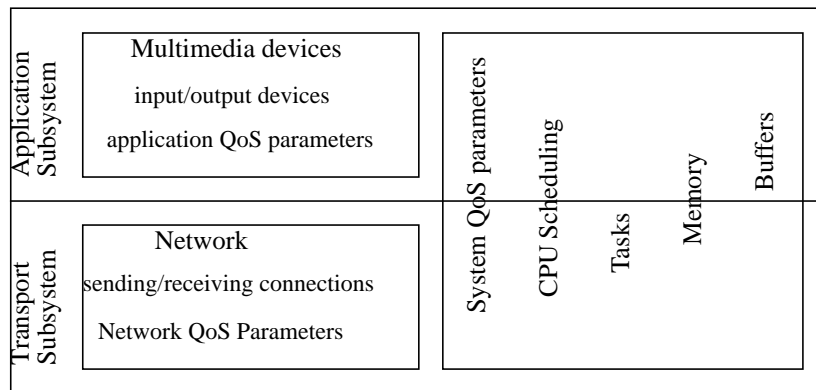 Application
Subsystem
Multimedia devices
input/output devices
application QoS parameters
Transport
Subsystem
Network
sending/receiving connections
Network QoS Parameters
System QoS parameters
CPU Scheduling
Tasks
Memory
Buffers